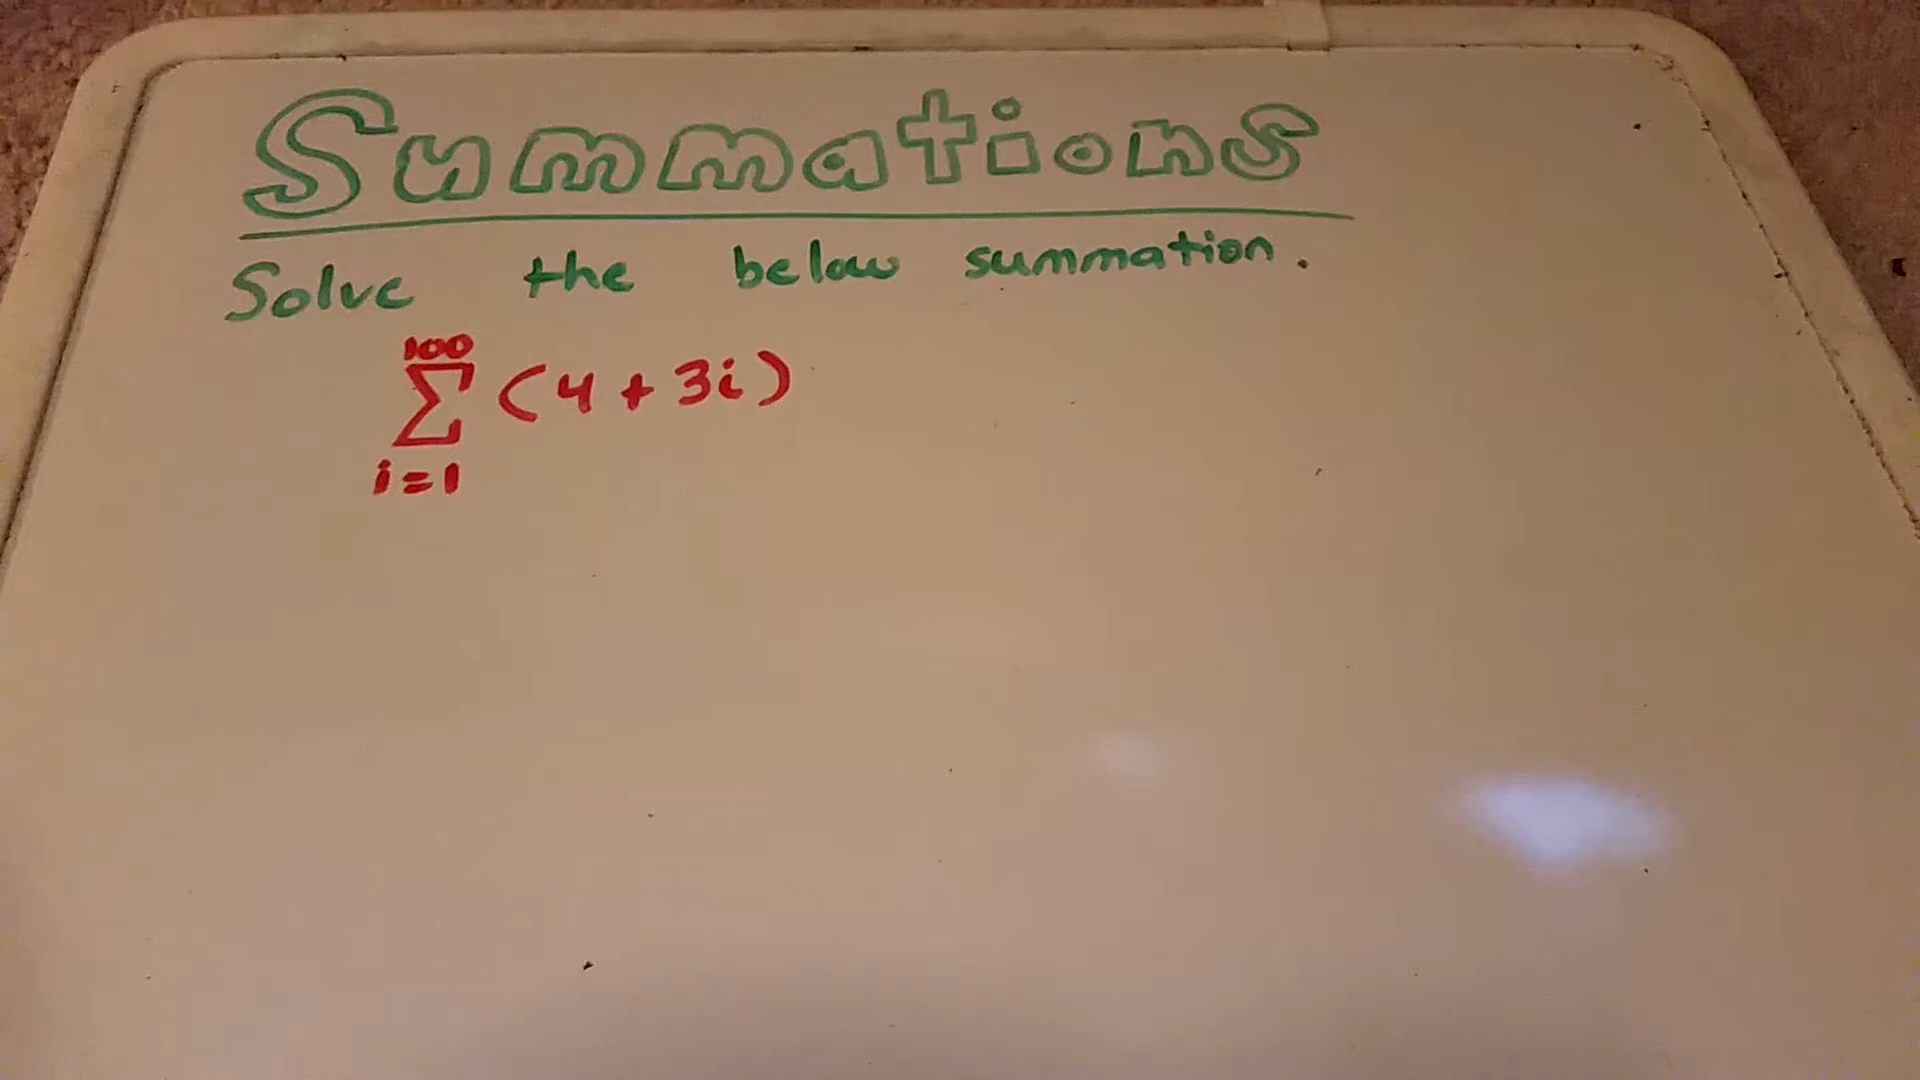 Summations
Solve the below summation.
100
∑ (4 + 3i)
i=1